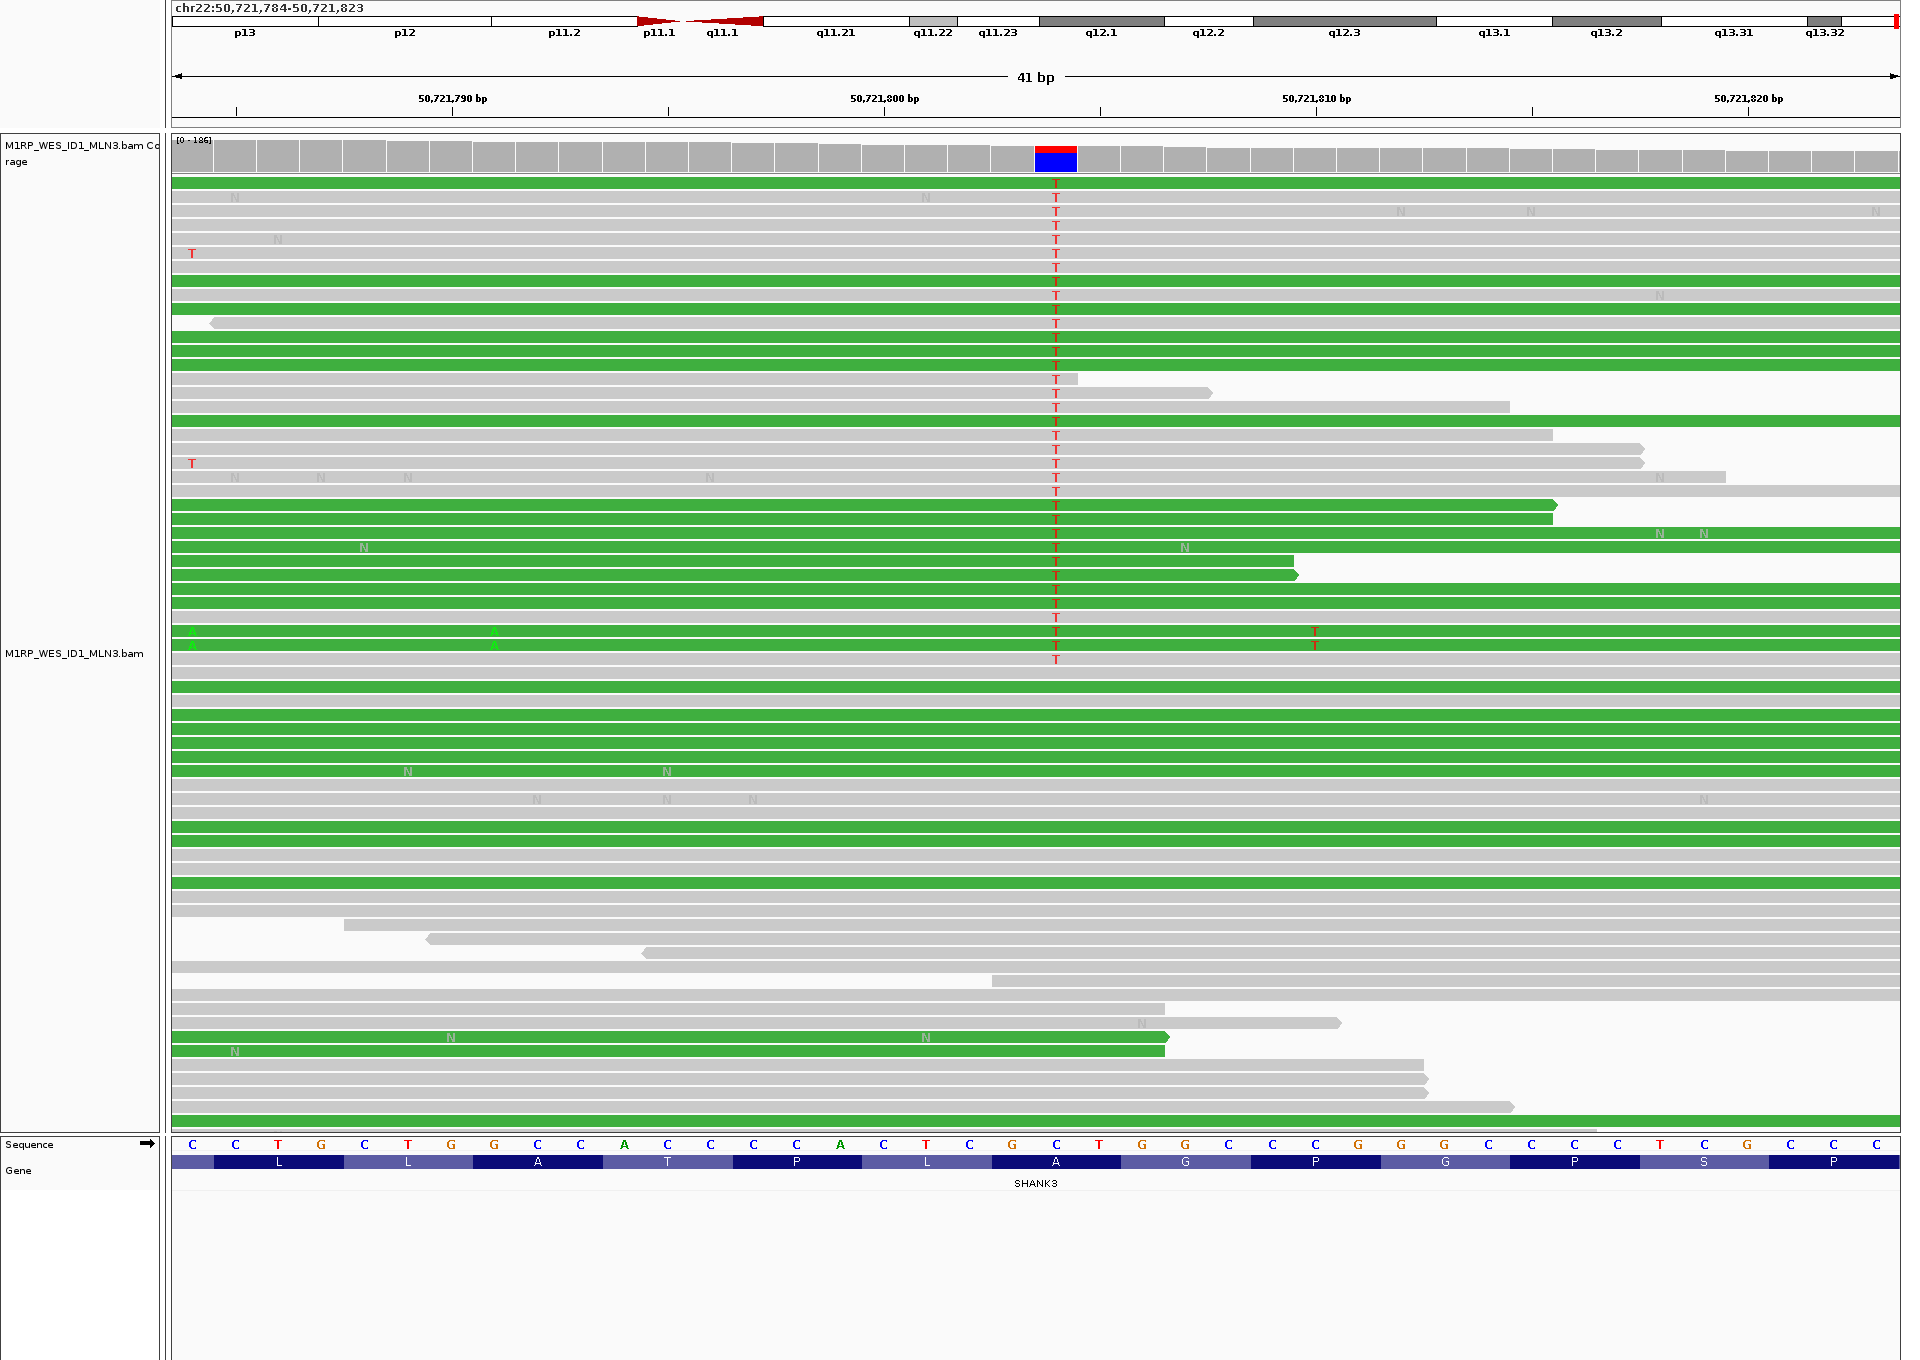 chr22:50,721,784-50,721,823
p13 p12 p11.2 p11.1 q11.1 q11.21 q11.22 q11.23 q12.1 q12.2 q12.3 q13.1 q13.2 q13.31 q13.32
41 bp
50,721,790 bp 50,721,800 bp 50,721,810 bp 50,721,820 bp
M1RP_WES_ID1_MLN3.bam Co
rage
[0 - 186]
T
N N T
T N N N
T
N T
T T
T
T
T N
T
T
T
T
T
T
T
T
T
T
T
T T
N N N N T N
T
T
T
T N N
N T N
T
T
T
T
T
A A T T
A A T T
M1RP_WES_ID1_MLN3.bam
T
N N
N N N N
N
N N
N
Sequence
C C T G C T G G C C A C C C C A C T C G C T G G C C C G G G C C C C T C G C C C
Gene
L L A T P L A G P G P S P
SHANK3